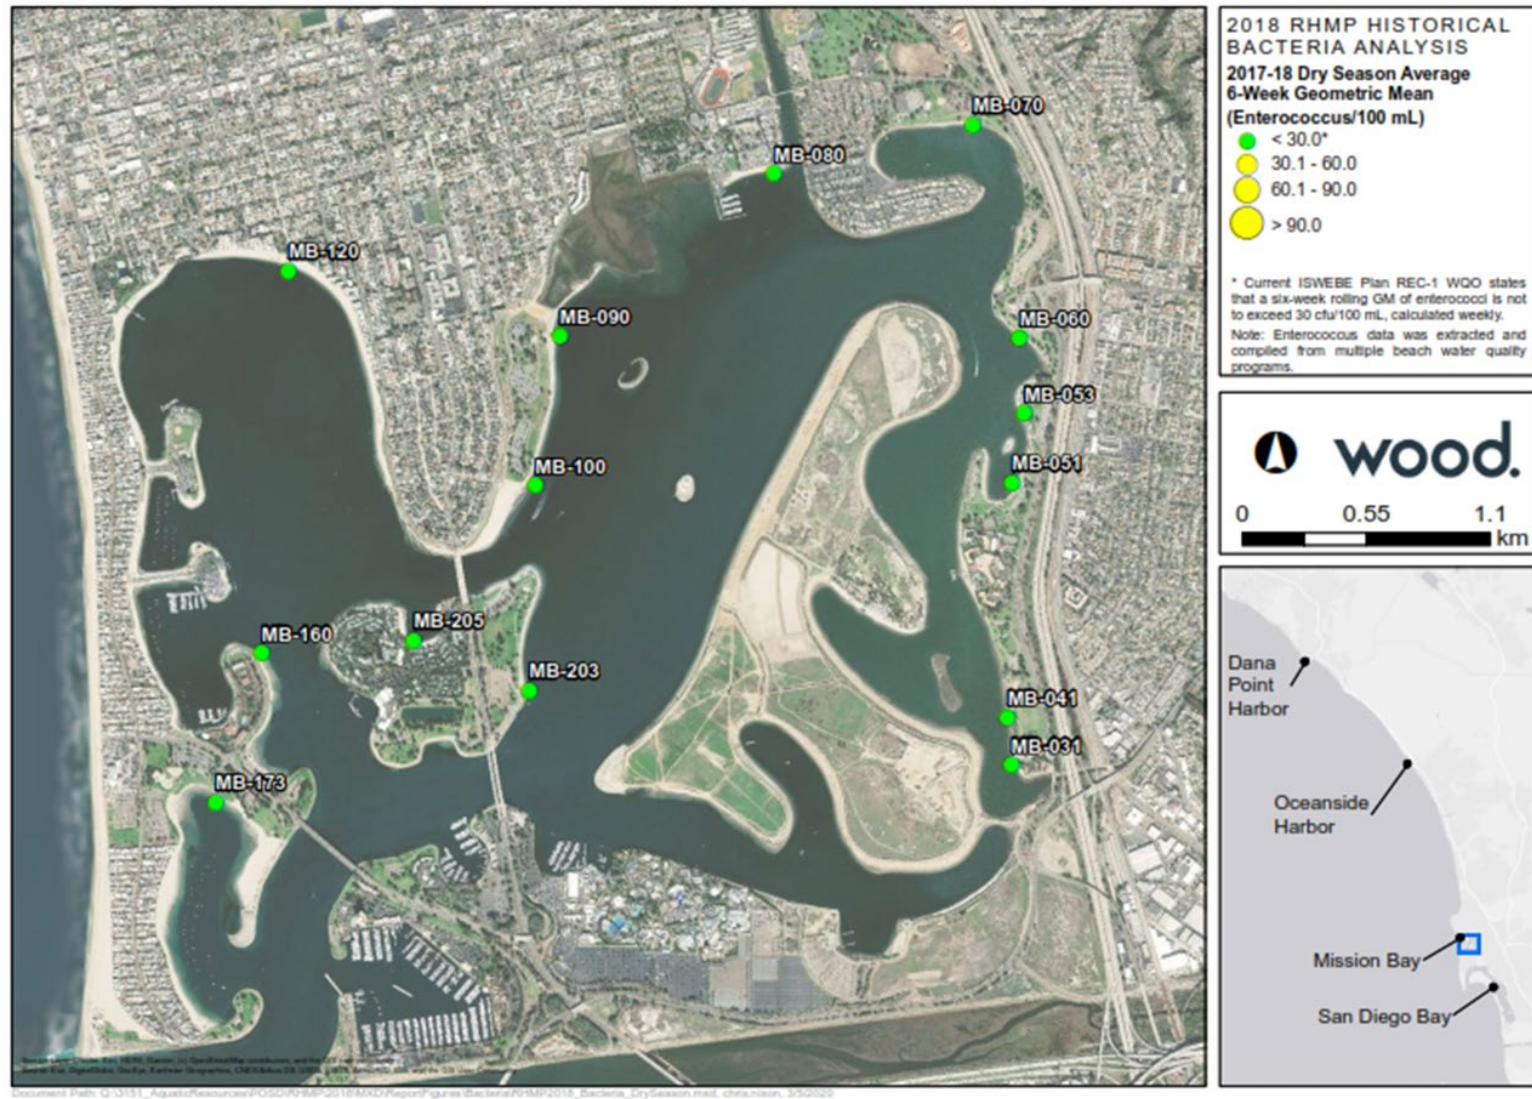 2018 RHMP HISTORICAL
BACTERIA ANALYSIS
2017-18 Dry Season Average
6-Week Geometric Mean
(Enterococcus/100 mL)
< 30.0*
30.1 - 60.0
60.1 - 90.0
> 90.0
* Current ISWEBE Plan REC-1 WQO states
that a six-week rolling GM of enterococci is not
to exceed 30 cfu/100 mL, calculated weekly.
Note: Enterococcus data was extracted and
compiled from multiple beach water quality
programs.
wood.
0 0.55 1.1
km
Dana
Point
Harbor
Oceanside
Harbor
Mission Bay
San Diego Bay
MB-070
MB-080
MB-120
MB-090
MB-060
MB-053
MB-051
MB-100
MB-205
MB-160
MB-203
MB-041
MB-031
MB-173